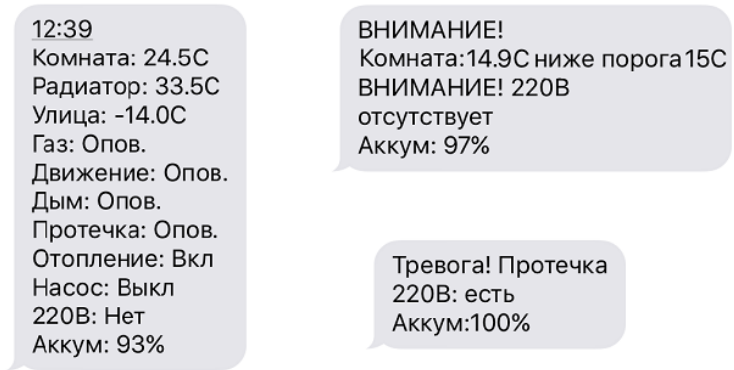 12:39
Комната: 24.5С
Радиатор: 33.5С
Улица: -14.0С
Газ: Опов.
Движение: Опов.
Дым: Опов.
Протечка: Опов.
Отопление: Вкл
Насос: Выкл
220В: Нет
Аккум: 93%
ВНИМАНИЕ!
Комната:14.9С ниже порога15С
ВНИМАНИЕ! 220В
отсутствует
Аккум: 97%
Тревога! Протечка
220В: есть
Аккум:100%